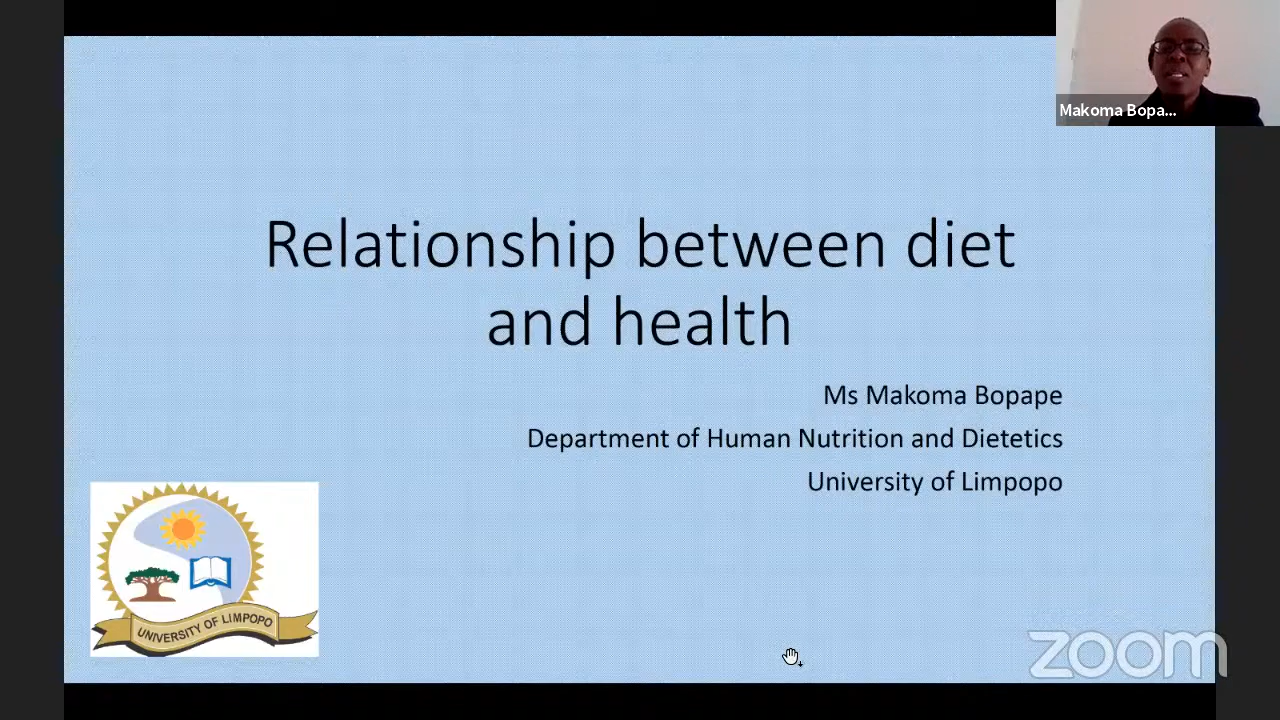 Makoma Bopa...
Relationship between diet
and health
Ms Makoma Bopape
Department of Human Nutrition and Dietetics
University of Limpopo
UNIVERSITY OF LIMPOPO
zoom